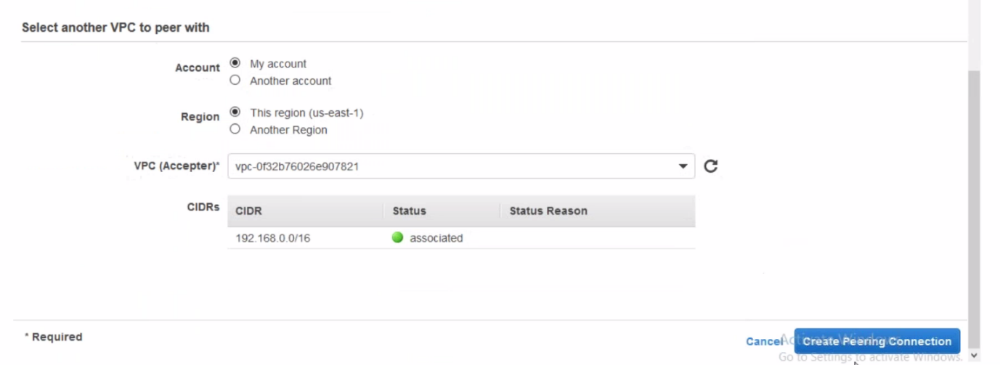 Select another VPC to peer with
Account
My account
Another account
Region
This region (us-east-1)
Another Region
VPC (Accepter)*
vpc-0f32b76026e907821
CIDRs
CIDR Status Status Reason
192.168.0.0/16 associated
* Required
Cancel
Create Peering Connection
Activate Windows
Go to Settings to activate Windows.